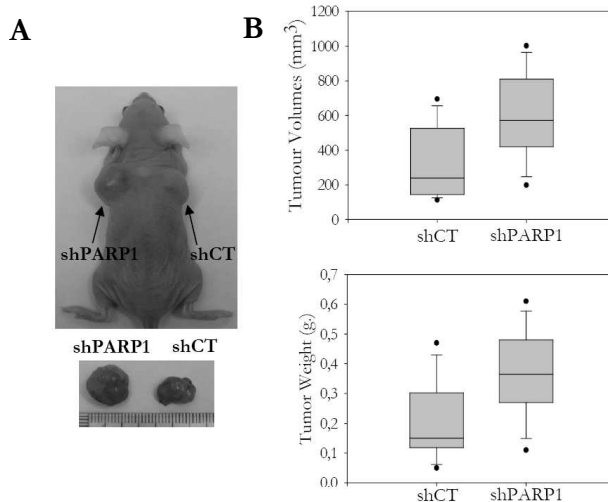 A
shPARP1
shCT
shPARP1 shCT
B
Tumour Volumes (mm3)
1200
1000
800
600
400
200
0
shCT shPARP1
Tumor Weight (g.)
0,7
0,6
0,5
0,4
0,3
0,2
0,1
0,0
shCT shPARP1